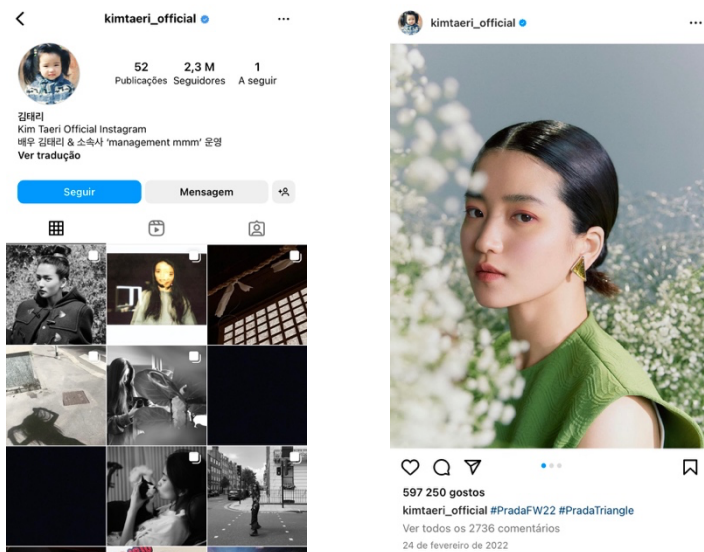 kimtaeri_official
52 2,3 M 1
Publicações Seguidores A seguir
김태리
Kim Taeri Official Instagram
배우 김태리 & 소속사 ‘management mmm’ 운영
Ver tradução
Seguir Mensagem
kimtaeri_official
597 250 gostos
kimtaeri_official #PradaFW22 #PradaTriangle
Ver todos os 2736 comentários
24 de fevereiro de 2022